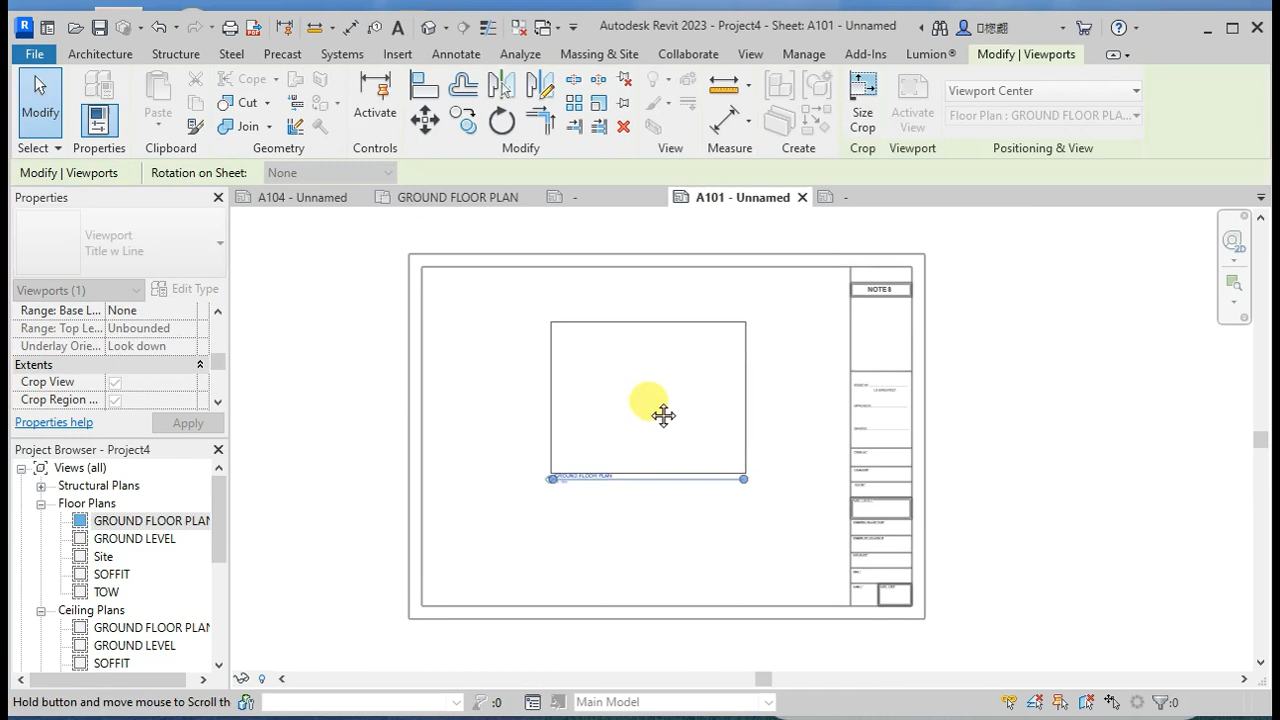 Autodesk Revit 2023 - Project4 - Sheet: A101 - Unnamed
File Architecture Structure Steel Precast Systems Insert Annotate Analyze Massing & Site Collaborate View Manage Add-Ins Lumion® Modify | Viewports
Modify Paste Cope Cut Join Activate Size Crop Activate View Viewport Center
Properties Floor Plan : GROUND FLOOR PLA...
Select Properties Clipboard Geometry Controls Modify View Measure Create Crop Viewport Positioning & View
Modify | Viewports Rotation on Sheet: None
Properties A104 - Unnamed GROUND FLOOR PLAN - A101 - Unnamed -
Viewport
Title w Line
Viewports (1) Edit Type
Range: Base L... None
Range: Top Le... Unbounded
Underlay Orie... Look down
Extents
Crop View
Crop Region
Properties help Apply
Project Browser - Project4
Views (all)
Structural Plans
Floor Plans
GROUND FLOOR PLAN
GROUND LEVEL
Site
SOFFIT
TOW
Ceiling Plans
GROUND FLOOR PLAN
GROUND LEVEL
SOFFIT
2D
GROUND FLOOR PLAN
Hold button and move mouse to Scroll th :0 Main Model :0